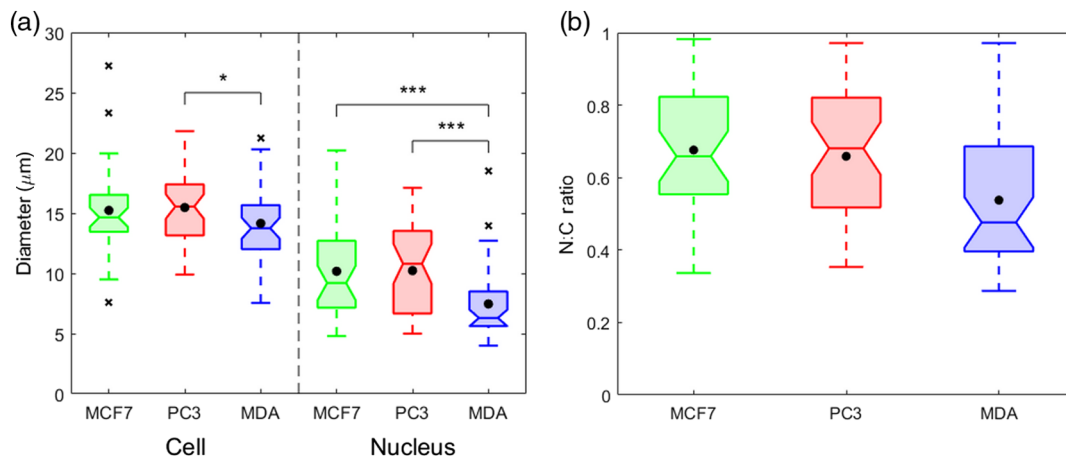 (a)
30
25
20
15
10
5
0
Diameter (μm)
*
***
***
MCF7 PC3 MDA MCF7 PC3 MDA
Cell Nucleus
(b)
1
0.8
0.6
0.4
0.2
0
N:C ratio
MCF7 PC3 MDA